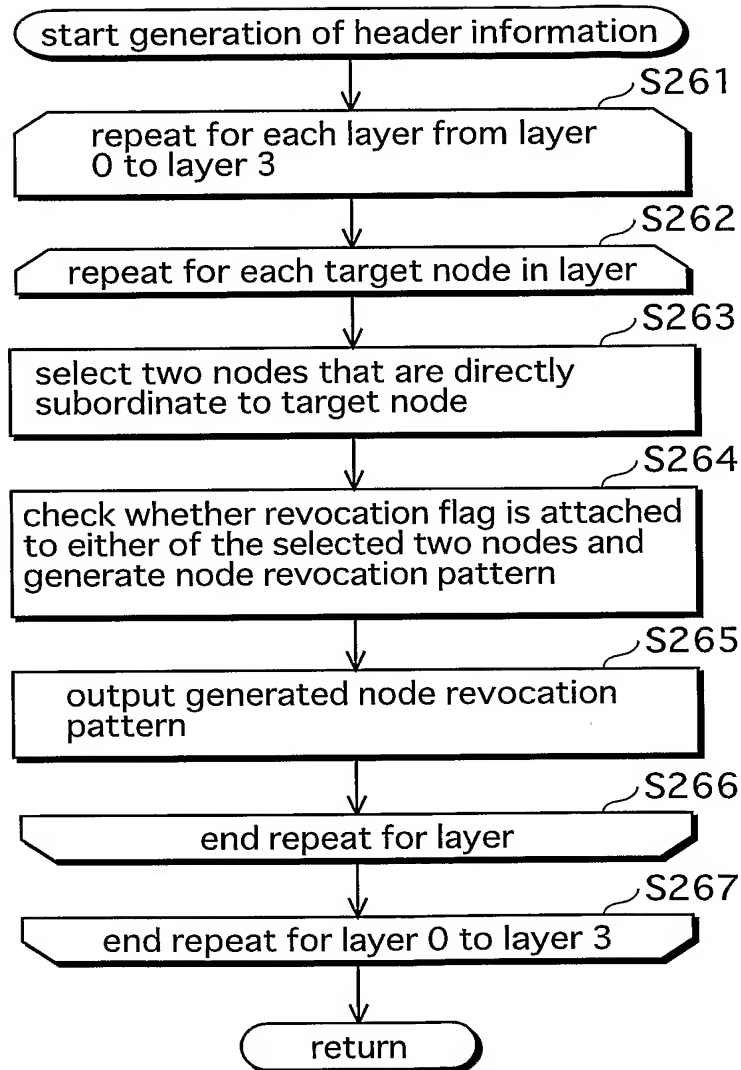 start generation of header information
S261
repeat for each layer from layer
0 to layer 3
S262
repeat for each target node in layer
S263
select two nodes that are directly
subordinate to target node
S264
check whether revocation flag is attached
to either of the selected two nodes and
generate node revocation pattern
S265
output generated node revocation
pattern
S266
end repeat for layer
S267
end repeat for layer 0 to layer 3
return